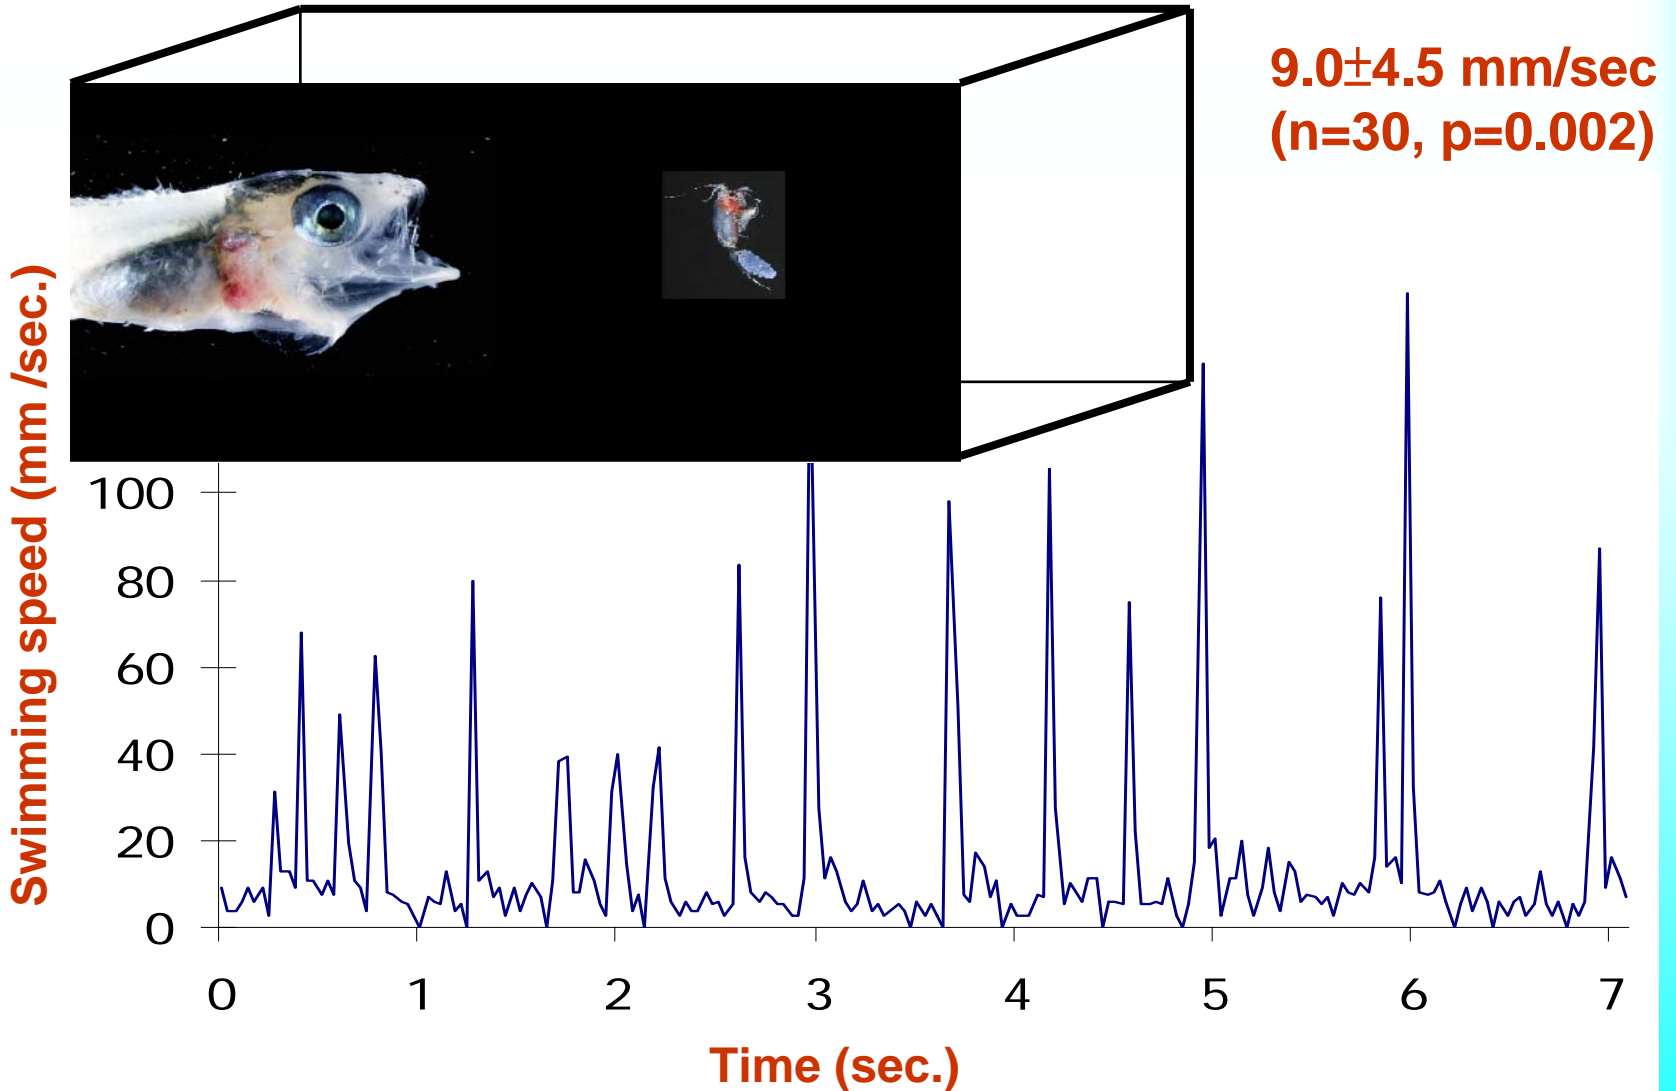 9.0±4.5 mm/sec
(n=30, p=0.002)
Swimming speed (mm /sec.)
100
80
60
40
20
0
0 1 2 3 4 5 6 7
Time (sec.)